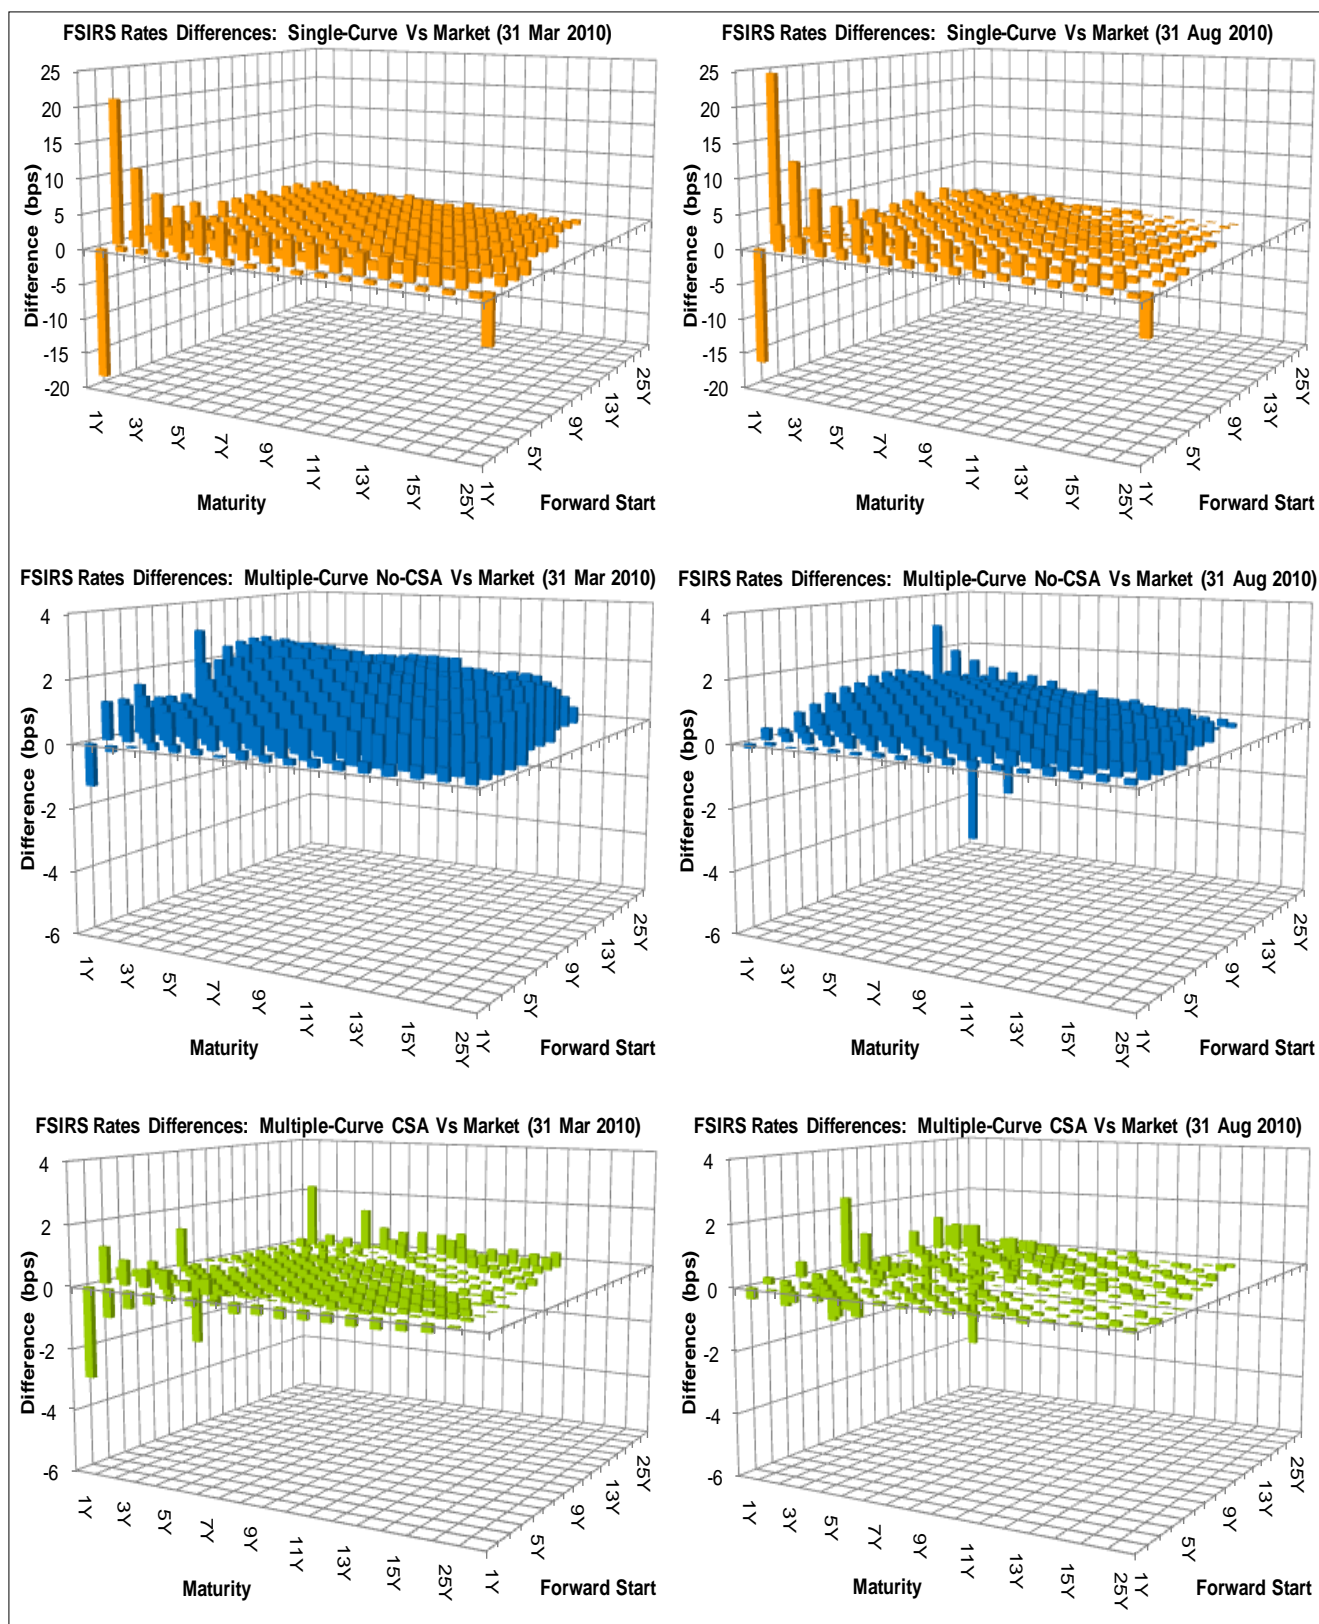 FSIRS Rates Differences: Single-Curve Vs Market (31 Mar 2010)
25
20
15
10
5
0
-5
-10
-15
-20
Difference (bps)
1Y
3Y
5Y
7Y
9Y
11Y
13Y
15Y
25Y
Maturity
1Y
5Y
9Y
13Y
25Y
Forward Start
FSIRS Rates Differences: Single-Curve Vs Market (31 Aug 2010)
25
20
15
10
5
0
-5
-10
-15
-20
Difference (bps)
1Y
3Y
5Y
7Y
9Y
11Y
13Y
15Y
25Y
Maturity
1Y
5Y
9Y
13Y
25Y
Forward Start
FSIRS Rates Differences: Multiple-Curve No-CSA Vs Market (31 Mar 2010)
4
2
0
-2
-4
-6
Difference (bps)
1Y
3Y
5Y
7Y
9Y
11Y
13Y
15Y
25Y
Maturity
1Y
5Y
9Y
13Y
25Y
Forward Start
FSIRS Rates Differences: Multiple-Curve No-CSA Vs Market (31 Aug 2010)
4
2
0
-2
-4
-6
Difference (bps)
1Y
3Y
5Y
7Y
9Y
11Y
13Y
15Y
25Y
Maturity
1Y
5Y
9Y
13Y
25Y
Forward Start
FSIRS Rates Differences: Multiple-Curve CSA Vs Market (31 Mar 2010)
4
2
0
-2
-4
-6
Difference (bps)
1Y
3Y
5Y
7Y
9Y
11Y
13Y
15Y
25Y
Maturity
1Y
5Y
9Y
13Y
25Y
Forward Start
FSIRS Rates Differences: Multiple-Curve CSA Vs Market (31 Aug 2010)
4
2
0
-2
-4
-6
Difference (bps)
1Y
3Y
5Y
7Y
9Y
11Y
13Y
15Y
25Y
Maturity
1Y
5Y
9Y
13Y
25Y
Forward Start